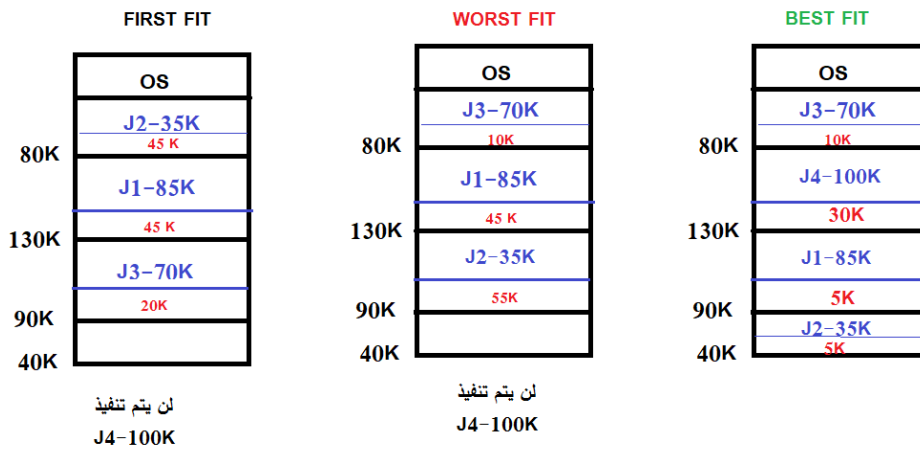 FIRST FIT
OS
J2-35K
45 K
80K
J1-85K
45 K
130K
J3-70K
20K
90K
40K
لن يتم تنفيذ
J4-100K
WORST FIT
OS
J3-70K
10K
80K
J1-85K
45 K
130K
J2-35K
55K
90K
40K
لن يتم تنفيذ
J4-100K
BEST FIT
OS
J3-70K
10K
80K
J4-100K
30K
130K
J1-85K
5K
90K
J2-35K
5K
40K